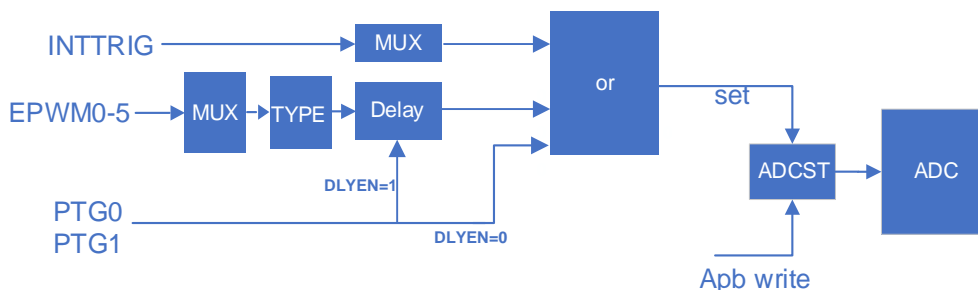 INTTRIG
MUX
or
EPWM0-5
MUX
TYPE
Delay
set
ADCST
ADC
DLYEN=1
PTG0
PTG1
DLYEN=0
Apb write